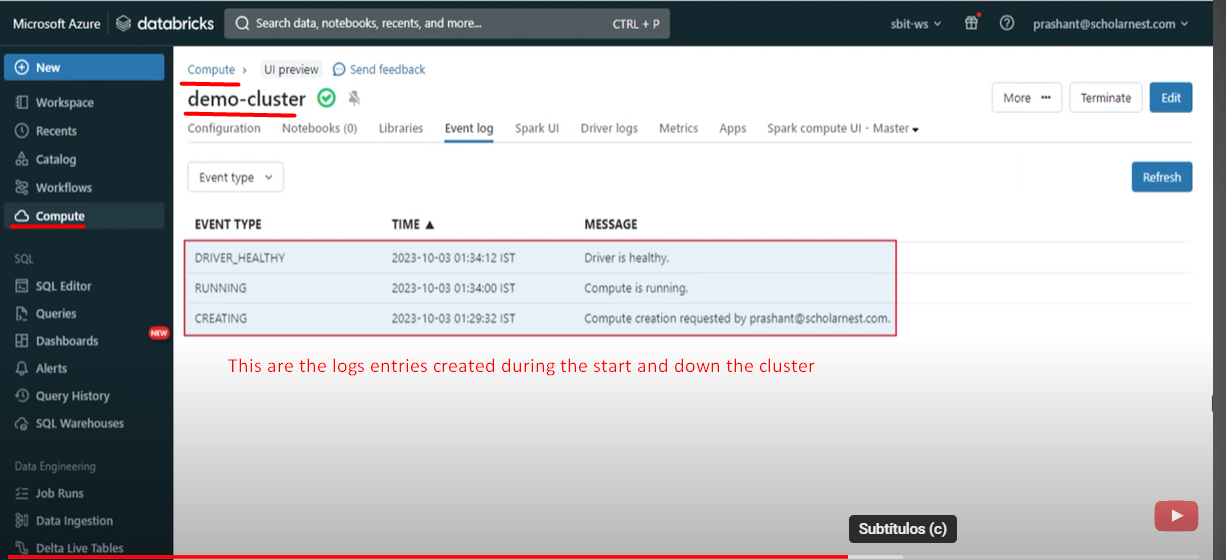 Microsoft Azure databricks Search data, notebooks, recents, and more... CTRL + P sbit-ws prashant@scholarnest.com
New
Workspace
Recents
Catalog
Workflows
Compute
SQL
SQL Editor
Queries
Dashboards NEW
Alerts
Query History
SQL Warehouses
Data Engineering
Job Runs
Data Ingestion
Delta Live Tables
Compute > UI preview Send feedback
demo-cluster
More ... Terminate Edit
Configuration Notebooks (0) Libraries Event log Spark UI Driver logs Metrics Apps Spark compute UI - Master
Event type Refresh
EVENT TYPE TIME MESSAGE
DRIVER_HEALTHY 2023-10-03 01:34:12 IST Driver is healthy.
RUNNING 2023-10-03 01:34:00 IST Compute is running.
CREATING 2023-10-03 01:29:32 IST Compute creation requested by prashant@scholarnest.com.
This are the logs entries created during the start and down the cluster
Subtítulos (c)